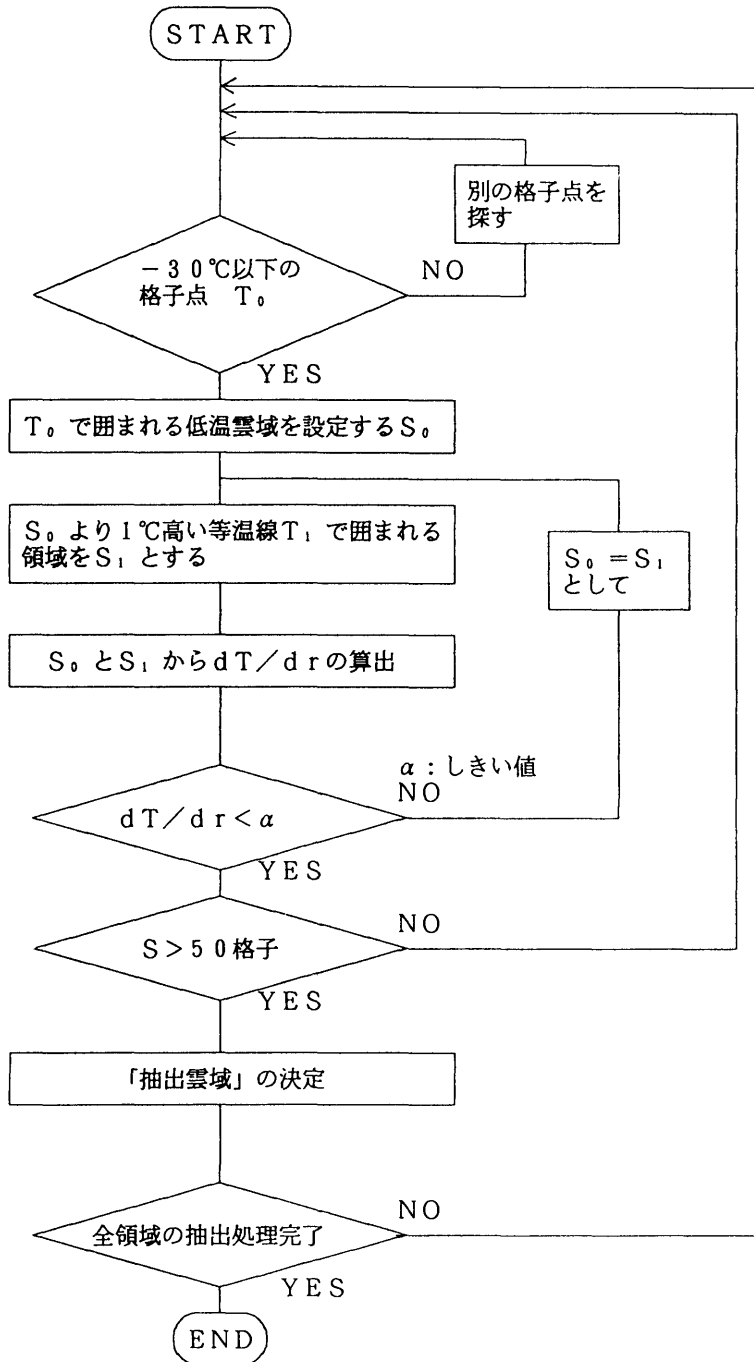 START
別の格子点を
探す
－３０℃以下の
格子点　T₀
NO
YES
T₀で囲まれる低温雲域を設定するS₀
S₀より1℃高い等温線T₁で囲まれる
領域をS₁とする
S₀＝S₁
として
S₀とS₁からdT／drの算出
α：しきい値
NO
dT／dr＜α
YES
NO
S＞５０格子
YES
「抽出雲域」の決定
NO
全領域の抽出処理完了
YES
END